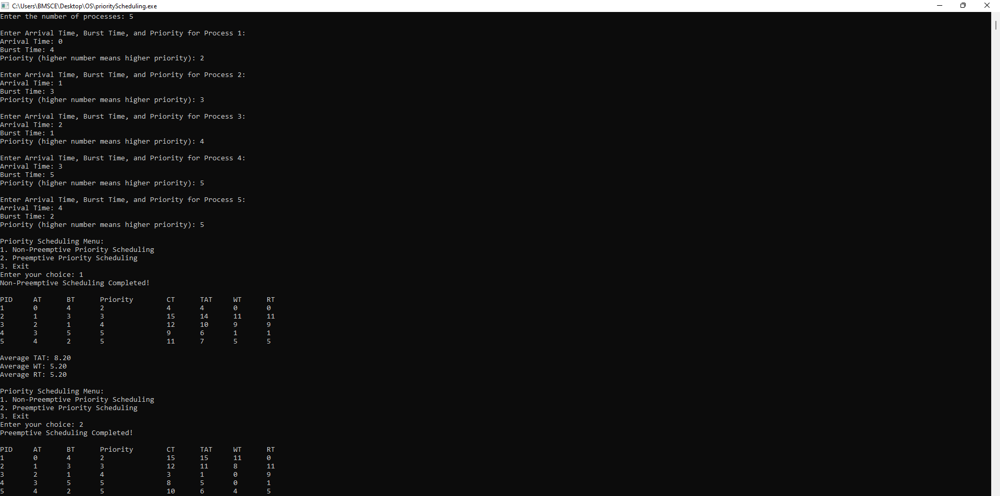 C:\Users\BMSCE\Desktop\OS\priorityScheduling.exe
Enter the number of processes: 5
Enter Arrival Time, Burst Time, and Priority for Process 1:
Arrival Time: 0
Burst Time: 4
Priority (higher number means higher priority): 2
Enter Arrival Time, Burst Time, and Priority for Process 2:
Arrival Time: 1
Burst Time: 3
Priority (higher number means higher priority): 3
Enter Arrival Time, Burst Time, and Priority for Process 3:
Arrival Time: 2
Burst Time: 1
Priority (higher number means higher priority): 4
Enter Arrival Time, Burst Time, and Priority for Process 4:
Arrival Time: 3
Burst Time: 5
Priority (higher number means higher priority): 5
Enter Arrival Time, Burst Time, and Priority for Process 5:
Arrival Time: 4
Burst Time: 2
Priority (higher number means higher priority): 5
Priority Scheduling Menu:
1. Non-Preemptive Priority Scheduling
2. Preemptive Priority Scheduling
3. Exit
Enter your choice: 1
Non-Preemptive Scheduling Completed!
PID AT BT Priority CT TAT WT RT
1 0 4 2 4 4 0 0
2 1 3 3 15 14 11 11
3 2 1 4 12 10 9 9
4 3 5 5 9 6 1 1
5 4 2 5 11 7 5 5
Average TAT: 8.20
Average WT: 5.20
Average RT: 5.20
Priority Scheduling Menu:
1. Non-Preemptive Priority Scheduling
2. Preemptive Priority Scheduling
3. Exit
Enter your choice: 2
Preemptive Scheduling Completed!
PID AT BT Priority CT TAT WT RT
1 0 4 2 15 15 11 0
2 1 3 3 12 11 8 11
3 2 1 4 3 1 0 9
4 3 5 5 8 5 0 1
5 4 2 5 10 6 4 5